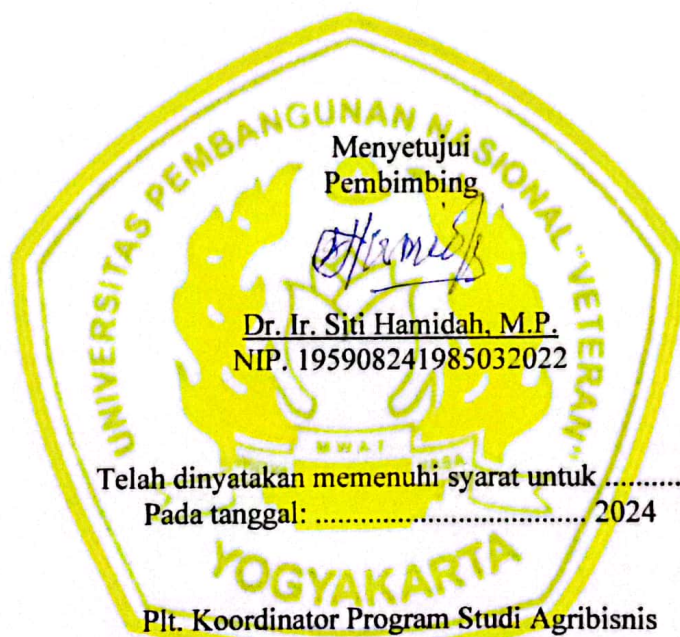 UNIVERSITAS PEMBANGUNAN NASIONAL "VETERAN"
Menyetujui
Pembimbing
Dr. Ir. Siti Hamidah, M.P.
NIP. 195908241985032022
MWAT
Telah dinyatakan memenuhi syarat untuk ..........
Pada tanggal: .................................... 2024
YOGYAKARTA
Plt. Koordinator Program Studi Agribisnis